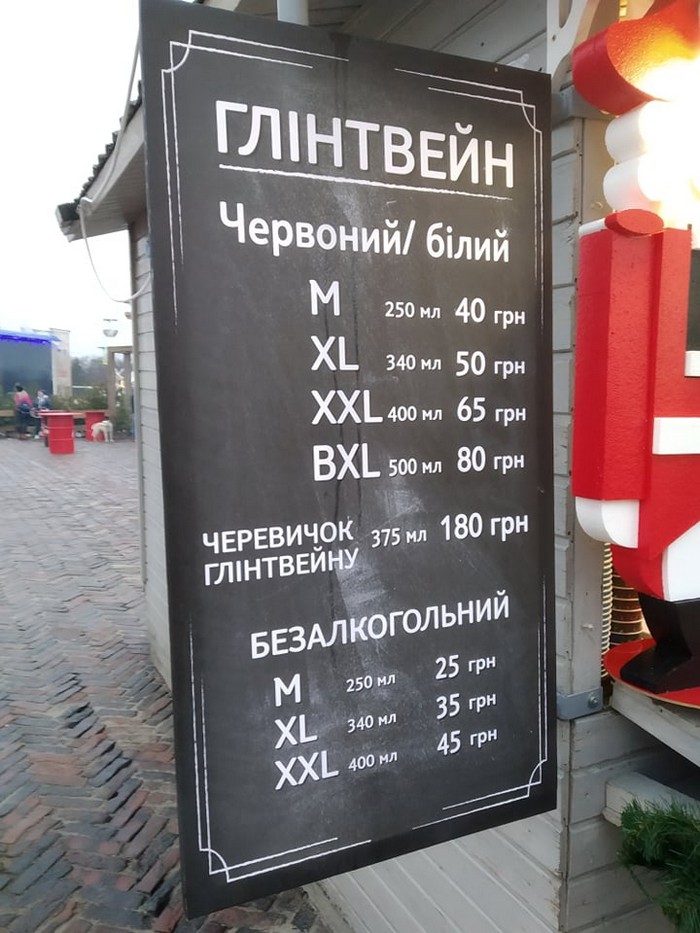 ГЛІНТВЕЙН
Червоний/ білий
M 250 мл 40 грн
XL 340 мл 50 грн
XXL 400 мл 65 грн
BXL 500 мл 80 грн
ЧЕРЕВИЧОК 375 мл 180 грн
ГЛІНТВЕЙНУ
БЕЗАЛКОГОЛЬНИЙ
M 250 мл 25 грн
XL 340 мл 35 грн
XXL 400 мл 45 грн